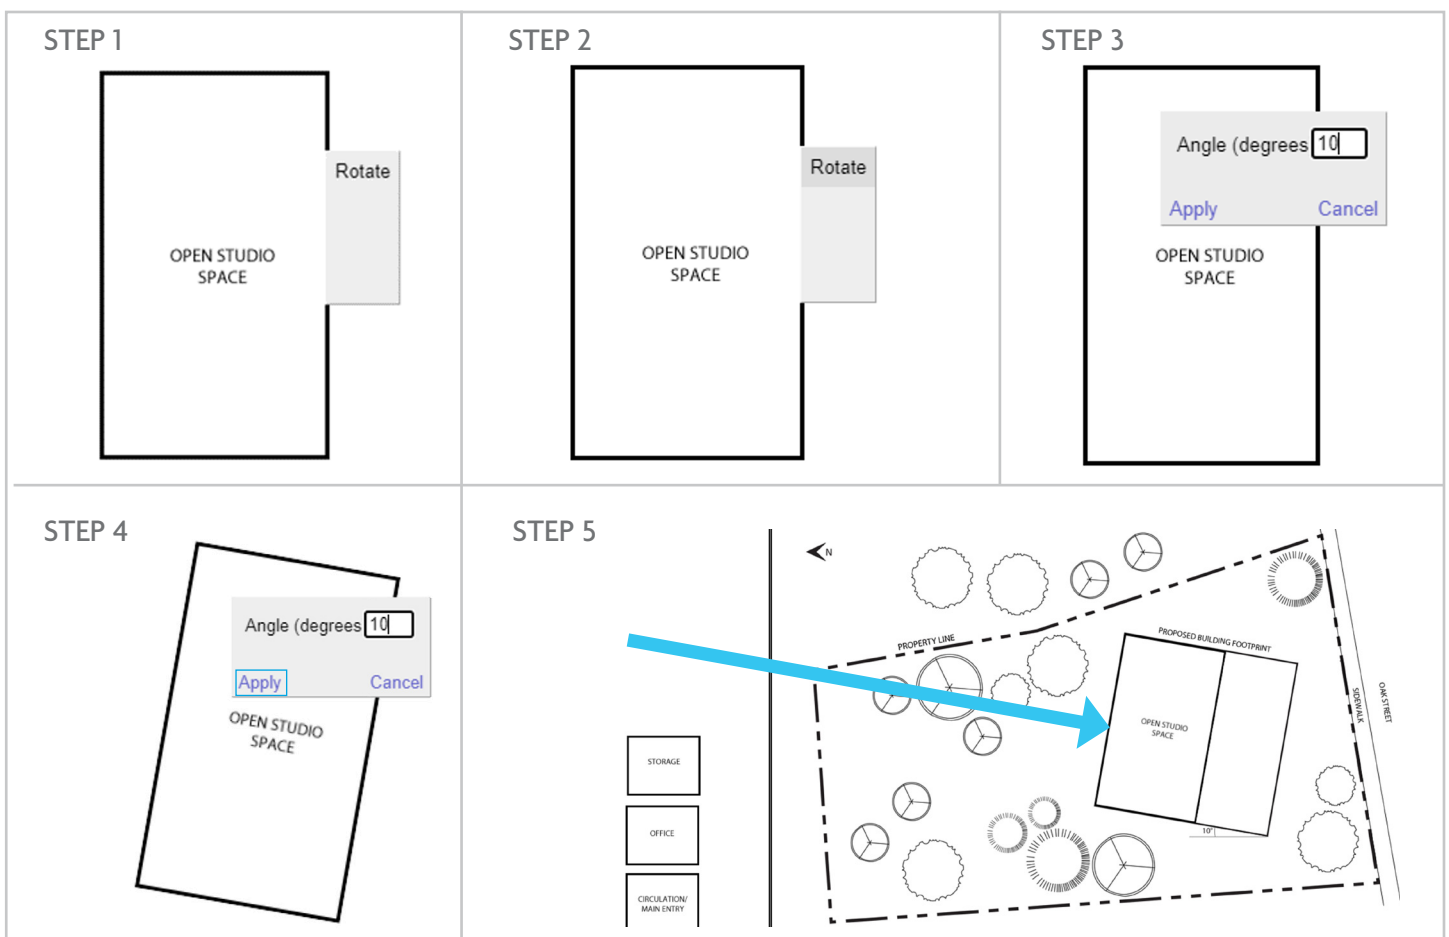 STEP 1
Rotate
OPEN STUDIO
SPACE
STEP 2
Rotate
OPEN STUDIO
SPACE
STEP 3
Angle (degrees 10
Apply
Cancel
OPEN STUDIO
SPACE
STEP 4
Angle (degrees 10
Apply
Cancel
OPEN STUDIO
SPACE
STEP 5
N
PROPERTY LINE
PROPOSED BUILDING FOOTPRINT
OPEN STUDIO
SPACE
10°
SIDEWALK
OAK STREET
STORAGE
OFFICE
CIRCULATION/
MAIN ENTRY